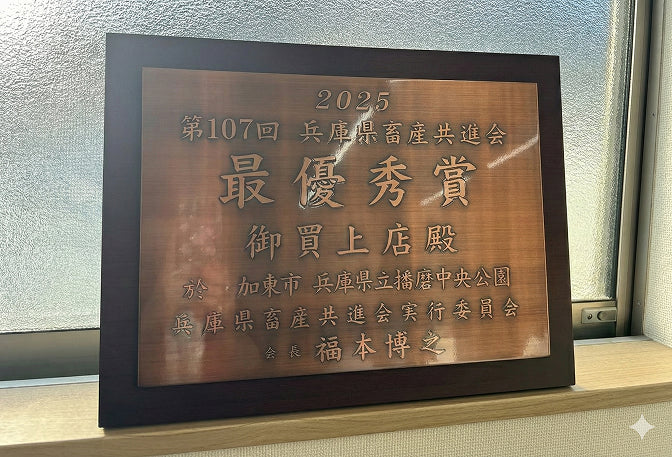 2025
第107回 兵庫県畜産共進会
最優秀賞
御買上店殿
於 加東市 兵庫県立播磨中央公園
兵庫県畜産共進会実行委員会
会長 福本博之